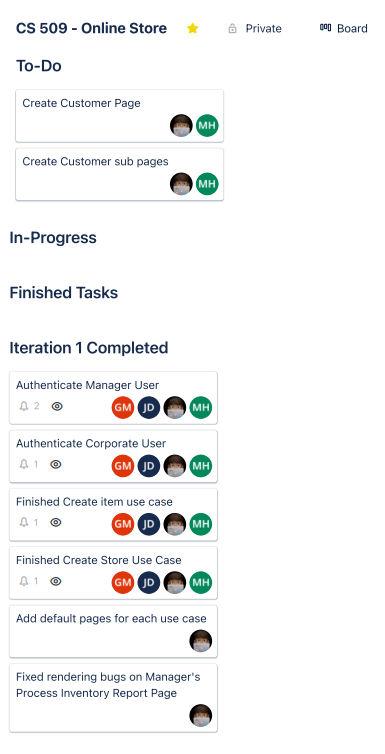 CS 509 - Online Store Private Board
To-Do
Create Customer Page
MH
Create Customer sub pages
MH
In-Progress
Finished Tasks
Iteration 1 Completed
Authenticate Manager User
2 GM JD MH
Authenticate Corporate User
1 GM JD MH
Finished Create item use case
1 GM JD MH
Finished Create Store Use Case
1 GM JD MH
Add default pages for each use case
Fixed rendering bugs on Manager's
Process Inventory Report Page